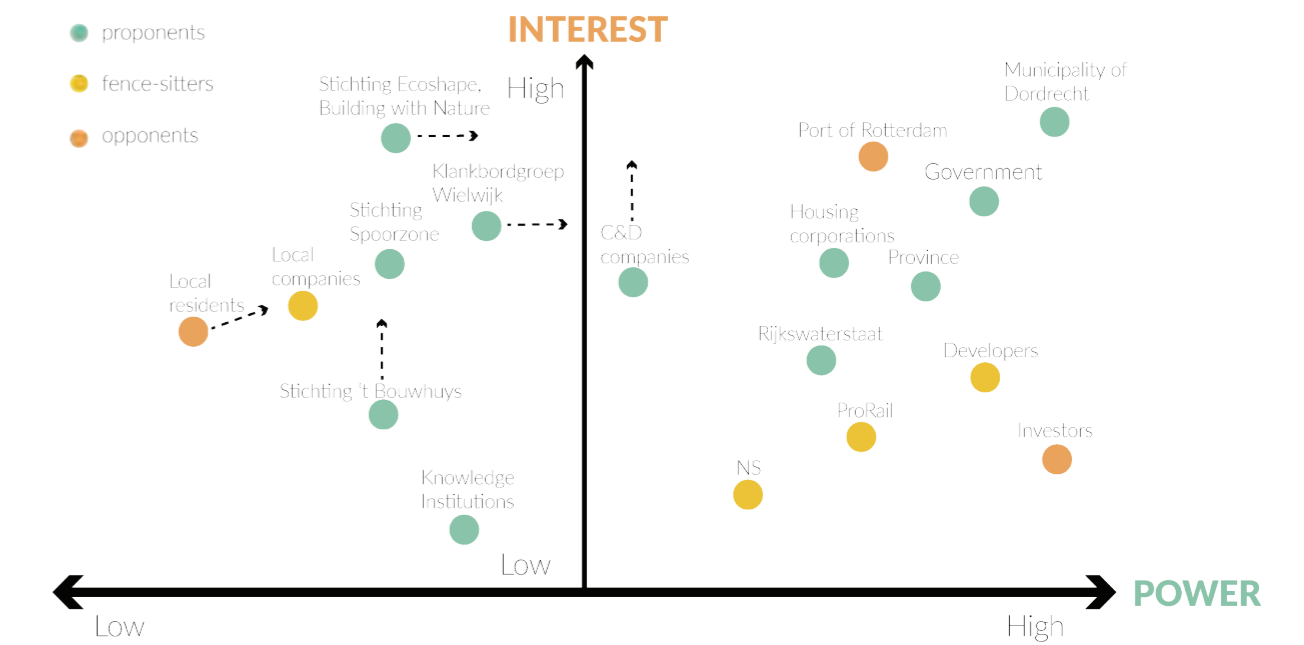 proponents
fence-sitters
opponents
INTEREST
High
Stichting Ecoshape,
Building with Nature
Klankbordgroep
Wielwijk
Stichting
Spoorzone
Local
companies
Local
residents
Stichting 't Bouwhuys
Knowledge
Institutions
Low
Municipality of
Dordrecht
Port of Rotterdam
Government
Housing
corporations
C&D
companies
Province
Rijkswaterstaat
Developers
ProRail
Investors
NS
POWER
Low
High